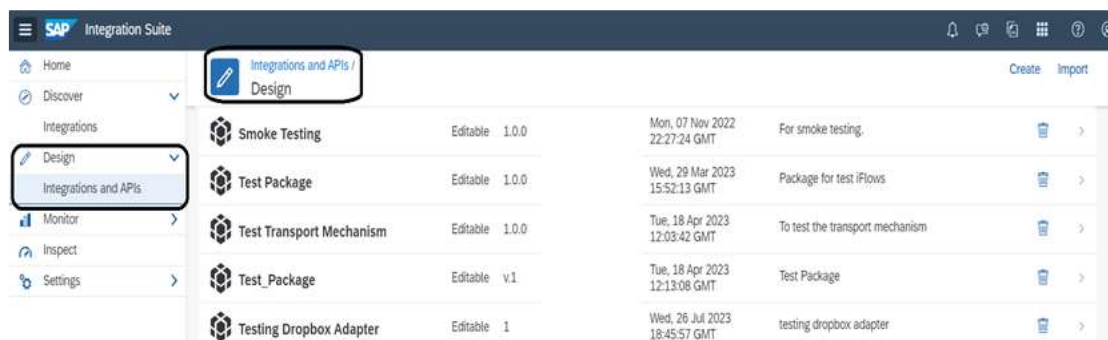 SAP Integration Suite
Home
Discover
Integrations
Design
Integrations and APIs
Monitor
Inspect
Settings
Integrations and APIs /
Design
Create Import
Smoke Testing Editable 1.0.0 Mon, 07 Nov 2022 For smoke testing.
22:27:24 GMT
Test Package Editable 1.0.0 Wed, 29 Mar 2023 Package for test iFlows
15:52:13 GMT
Test Transport Mechanism Editable 1.0.0 Tue, 18 Apr 2023 To test the transport mechanism
12:03:42 GMT
Test_Package Editable v.1 Tue, 18 Apr 2023 Test Package
12:13:08 GMT
Testing Dropbox Adapter Editable 1 Wed, 26 Jul 2023 testing dropbox adapter
18:45:57 GMT